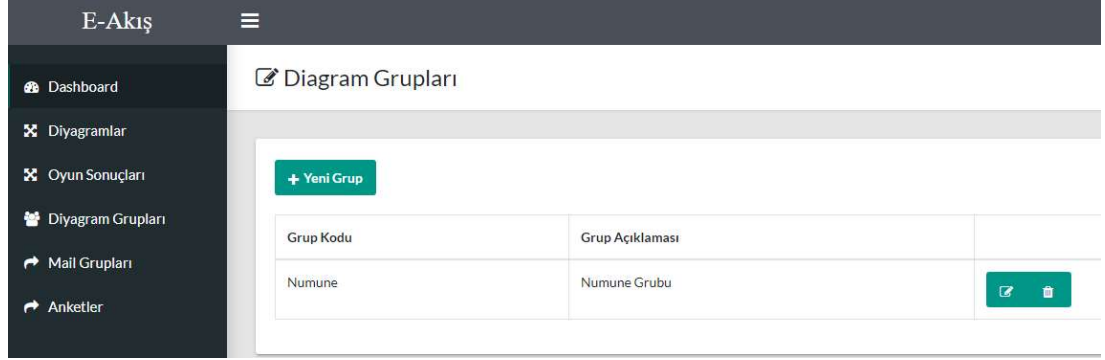 E-Akış
Dashboard
Diyagramlar
Oyun Sonuçları
Diyagram Grupları
Mail Grupları
Anketler
Diagram Grupları
+ Yeni Grup
Grup Kodu Grup Açıklaması
Numune Numune Grubu